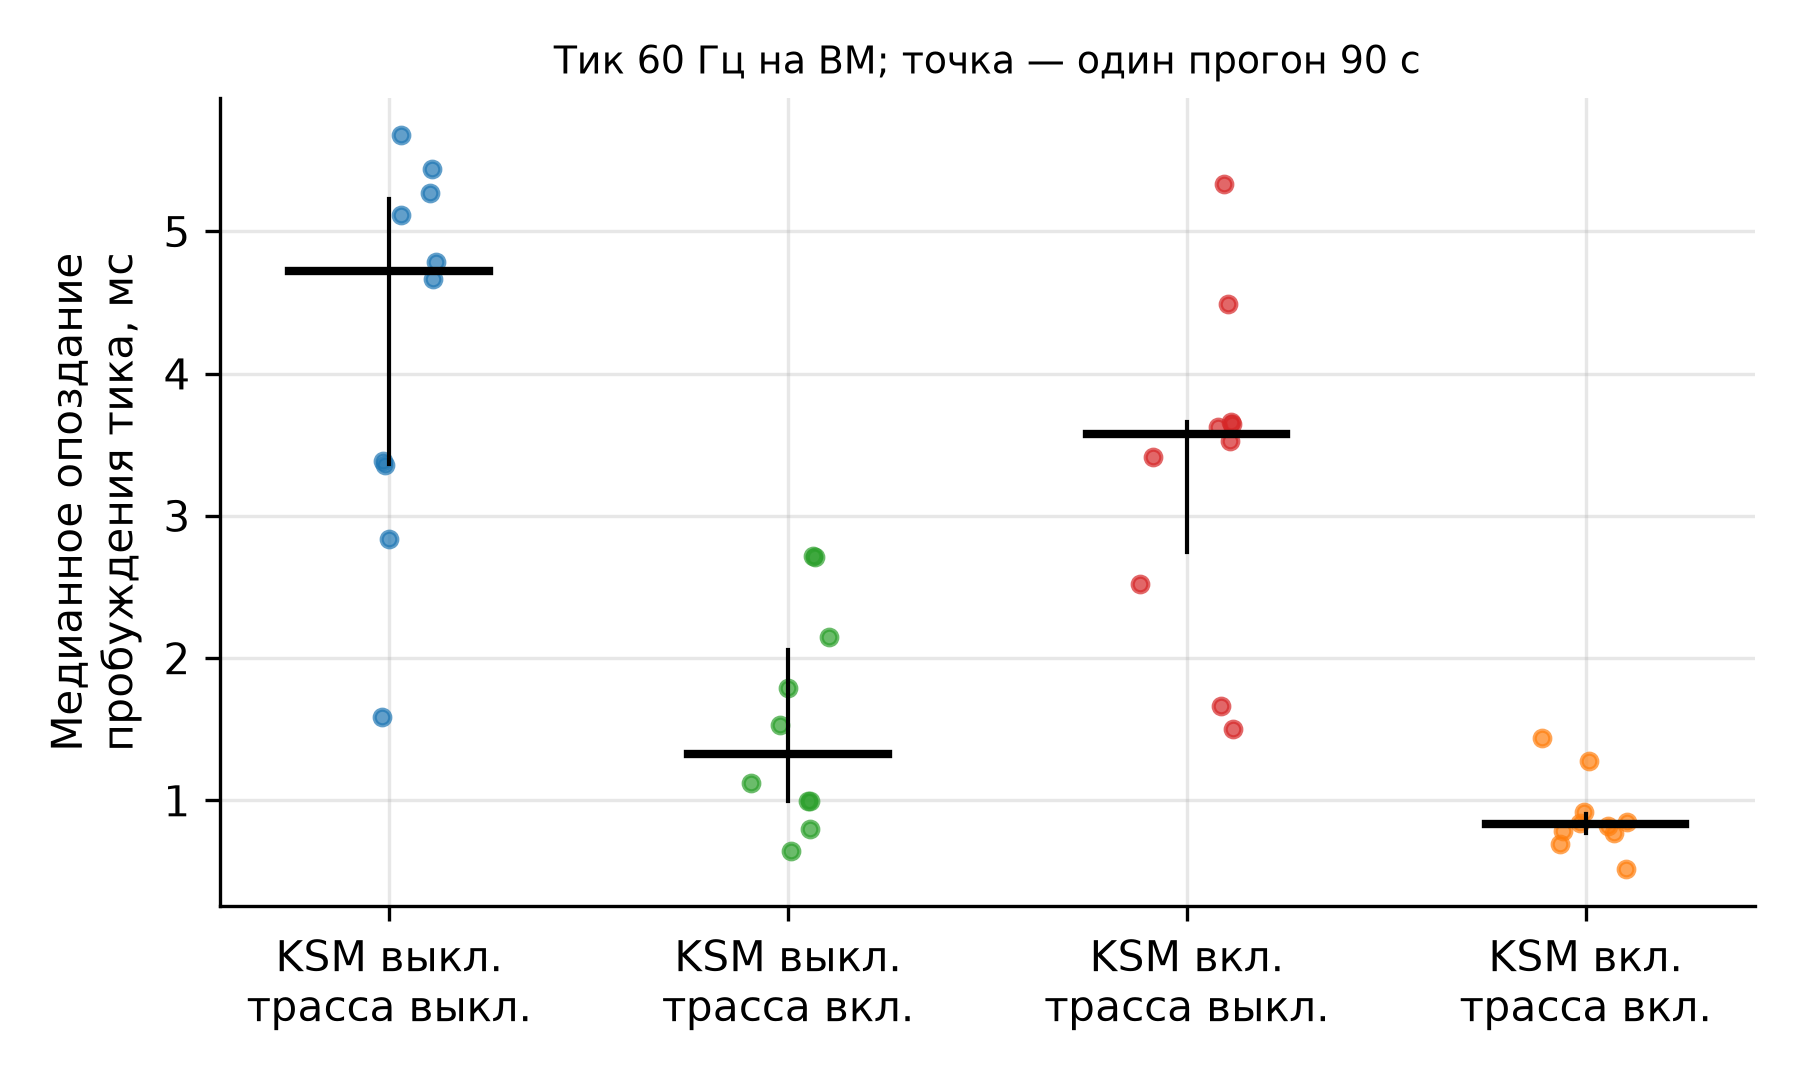 Тик 60 Гц на ВМ; точка — один прогон 90 с
Медианное опоздание
пробуждения тика, мс
5
4
3
2
1
KSM выкл.
трасса выкл.
KSM выкл.
трасса вкл.
KSM вкл.
трасса выкл.
KSM вкл.
трасса вкл.